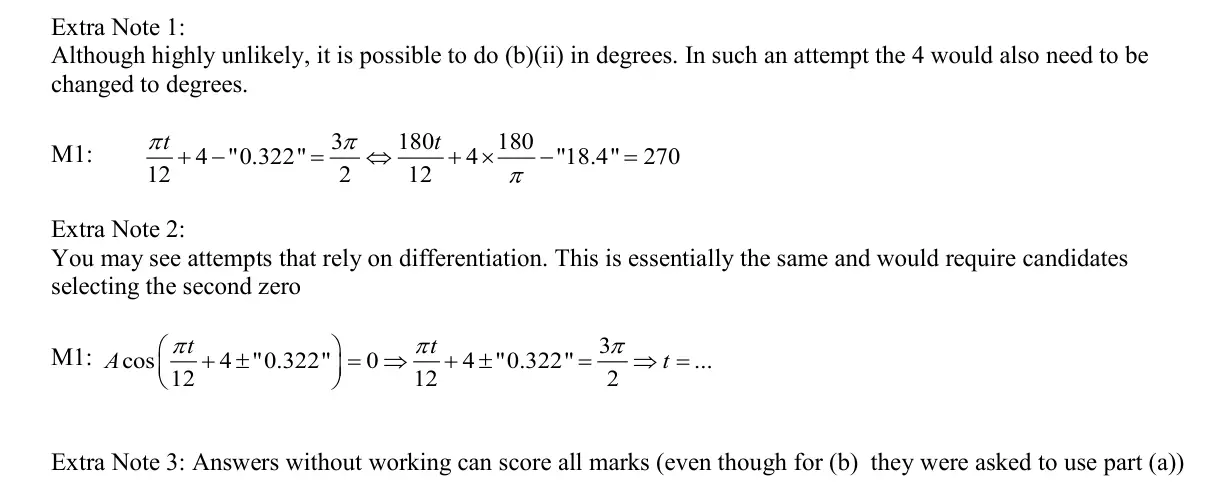 Extra Note 1:
Although highly unlikely, it is possible to do (b)(ii) in degrees. In such an attempt the 4 would also need to be
changed to degrees.
M1: πt/12 + 4 − "0.322" = 3π/2 ⇔ 180t/12 + 4 × 180/π − "18.4" = 270
Extra Note 2:
You may see attempts that rely on differentiation. This is essentially the same and would require candidates
selecting the second zero
M1: A cos(πt/12 + 4 ± "0.322") = 0 ⇒ πt/12 + 4 ± "0.322" = 3π/2 ⇒ t = ...
Extra Note 3: Answers without working can score all marks (even though for (b) they were asked to use part (a))